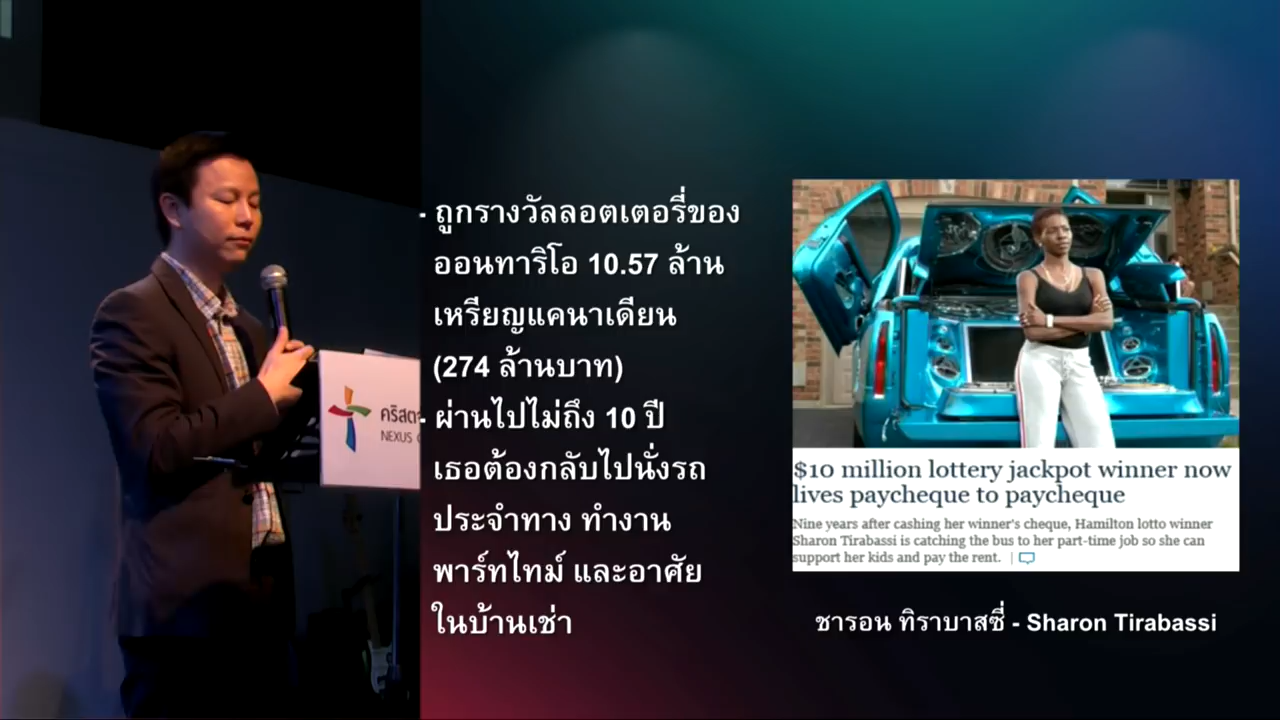 - ถูกรางวัลลอตเตอรี่ของ
ออนทาริโอ 10.57 ล้าน
เหรียญแคนาเดียน
(274 ล้านบาท)
- ผ่านไปไม่ถึง 10 ปี
เธอต้องกลับไปนั่งรถ
ประจำทาง ทำงาน
พาร์ทไทม์ และอาศัย
ในบ้านเช่า
$10 million lottery jackpot winner now
lives paycheque to paycheque
Nine years after cashing her winner's cheque, Hamilton lotto winner
Sharon Tirabassi is catching the bus to her part-time job so she can
support her kids and pay the rent. |
ชารอน ทิราบาสซี่ - Sharon Tirabassi
NEXUS